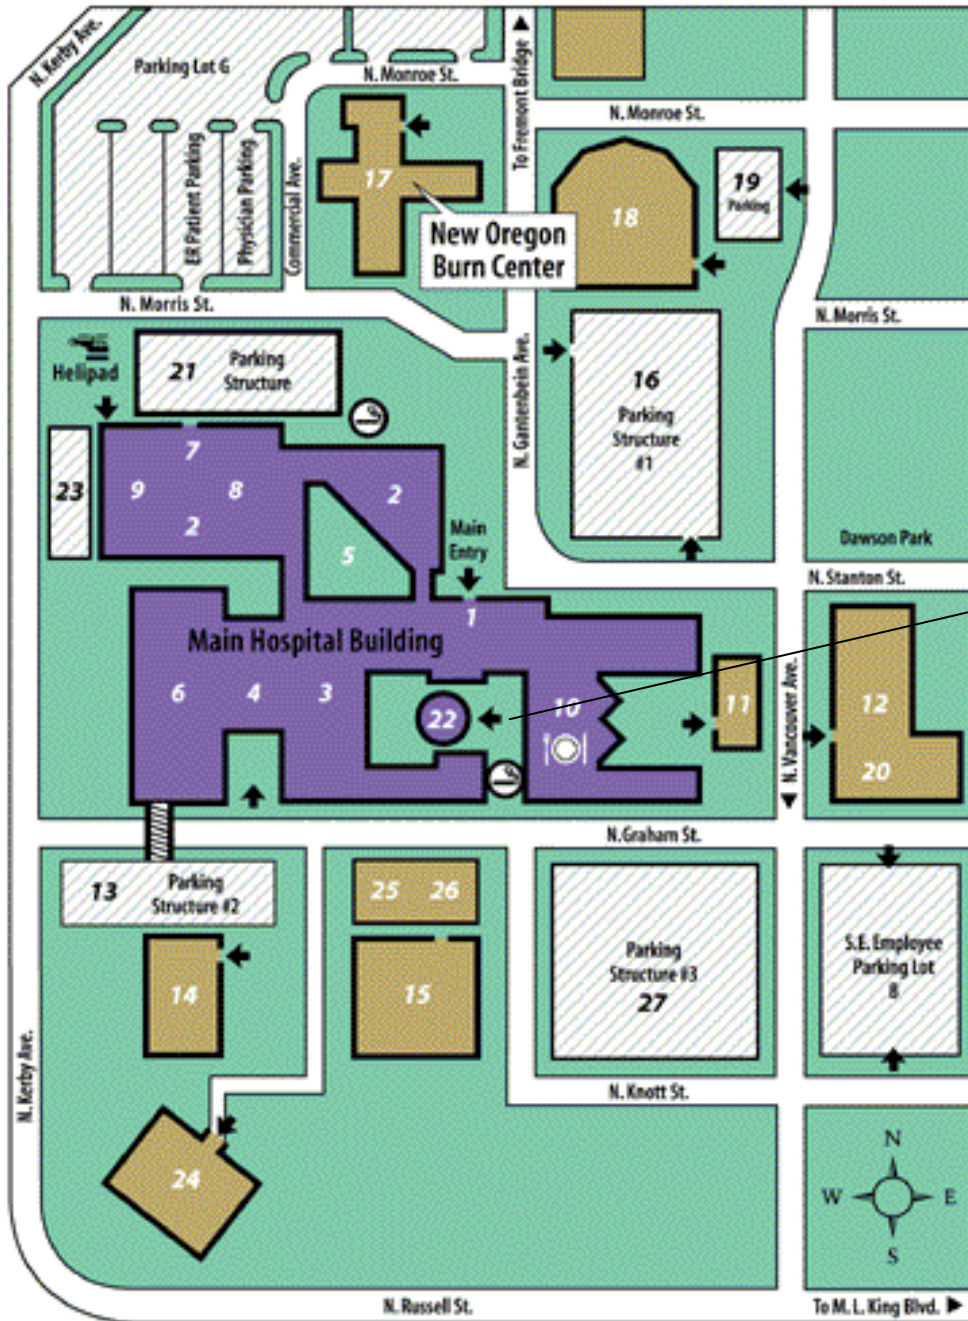 N. Kerby Ave.
Parking Lot G
N. Monroe St.
To Fremont Bridge
N. Monroe St.
ER Patient Parking
Physician Parking
Commercial Ave.
17
18
19
Parking
New Oregon
Burn Center
N. Morris St.
N. Morris St.
Helipad
21
Parking
Structure
N. Gantenbein Ave.
16
Parking
Structure
#1
23
7
9
8
2
2
5
Main
Entry
Dawson Park
N. Stanton St.
1
Main Hospital Building
6
4
3
22
10
11
N. Vancouver Ave.
12
20
N. Graham St.
13
Parking
Structure #2
25
26
14
15
Parking
Structure #3
27
S.E. Employee
Parking Lot
B
N. Kerby Ave.
N. Knott St.
24
N
W
E
S
N. Russell St.
To M. L. King Blvd.